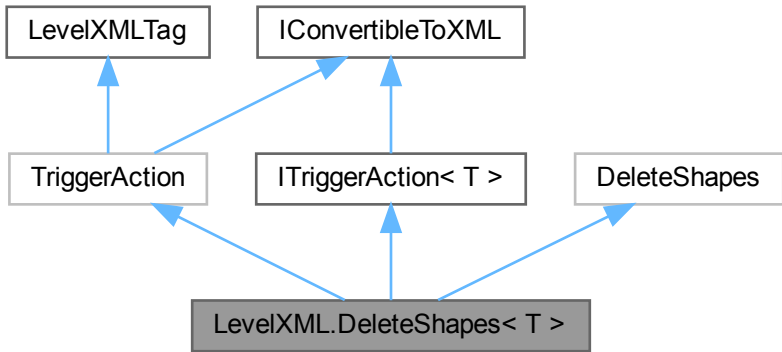 LevelXMLTag
IConvertibleToXML
TriggerAction
ITriggerAction< T >
DeleteShapes
LevelXML.DeleteShapes< T >